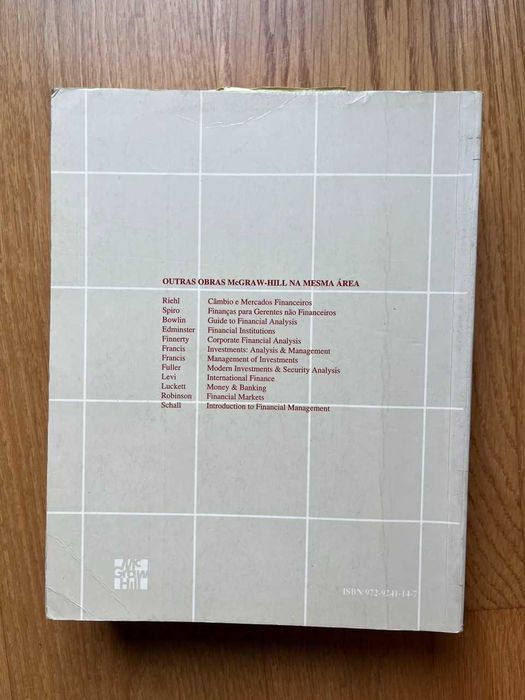 OUTRAS OBRAS McGRAW-HILL NA MESMA ÁREA
Riehl Câmbio e Mercados Financeiros
Spiro Finanças para Gerentes não Financeiros
Bowlin Guide to Financial Analysis
Edminster Financial Institutions
Finnerty Corporate Financial Analysis
Francis Investments: Analysis & Management
Francis Management of Investments
Fuller Modern Investments & Security Analysis
Levi International Finance
Luckett Money & Banking
Robinson Financial Markets
Schall Introduction to Financial Management
Mc
Graw
Hill
ISBN 972-9241-14-7